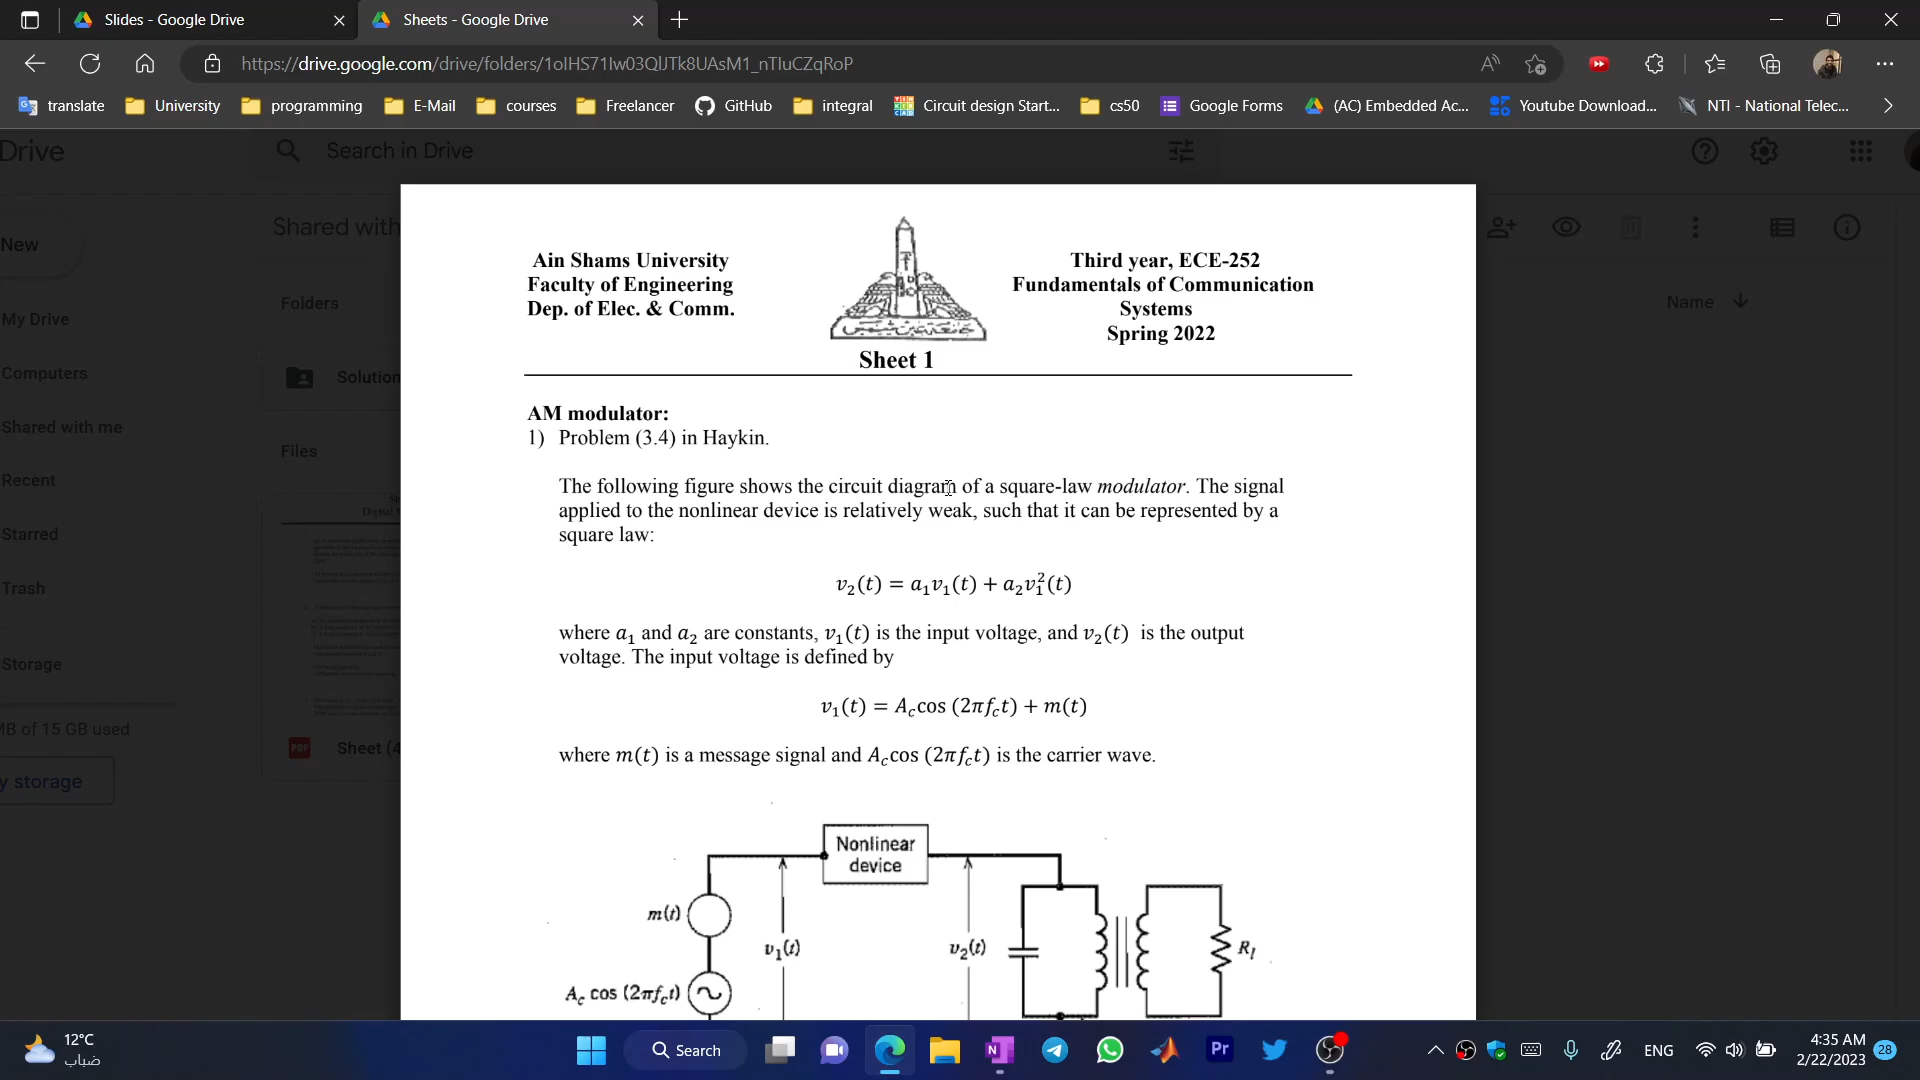 Slides - Google Drive
Sheets - Google Drive
https://drive.google.com/drive/folders/1oIHS71Iw03QlJTk8UAsM1_nTIuCZqRoP
translate
University
programming
E-Mail
courses
Freelancer
GitHub
integral
Circuit design Start...
cs50
Google Forms
(AC) Embedded Ac...
Youtube Download...
NTI - National Telec...
Drive
Search in Drive
Shared with
New
Folders
Name
My Drive
Solution
Computers
Shared with me
Files
Recent
Starred
Trash
Storage
MB of 15 GB used
PDF
Sheet (4
y storage
Ain Shams University
Faculty of Engineering
Dep. of Elec. & Comm.
Third year, ECE-252
Fundamentals of Communication
Systems
Spring 2022
Sheet 1
AM modulator:
1) Problem (3.4) in Haykin.
The following figure shows the circuit diagram of a square-law modulator. The signal
applied to the nonlinear device is relatively weak, such that it can be represented by a
square law:
v₂(t) = a₁v₁(t) + a₂v₁²(t)
where a₁ and a₂ are constants, v₁(t) is the input voltage, and v₂(t) is the output
voltage. The input voltage is defined by
v₁(t) = A꜀cos (2πf꜀t) + m(t)
where m(t) is a message signal and A꜀cos (2πf꜀t) is the carrier wave.
Nonlinear
device
m(t)
v₁(t)
v₂(t)
Rₗ
A꜀ cos (2πf꜀t)
12°C
ضباب
Search
N
Pr
ENG
4:35 AM
2/22/2023
28